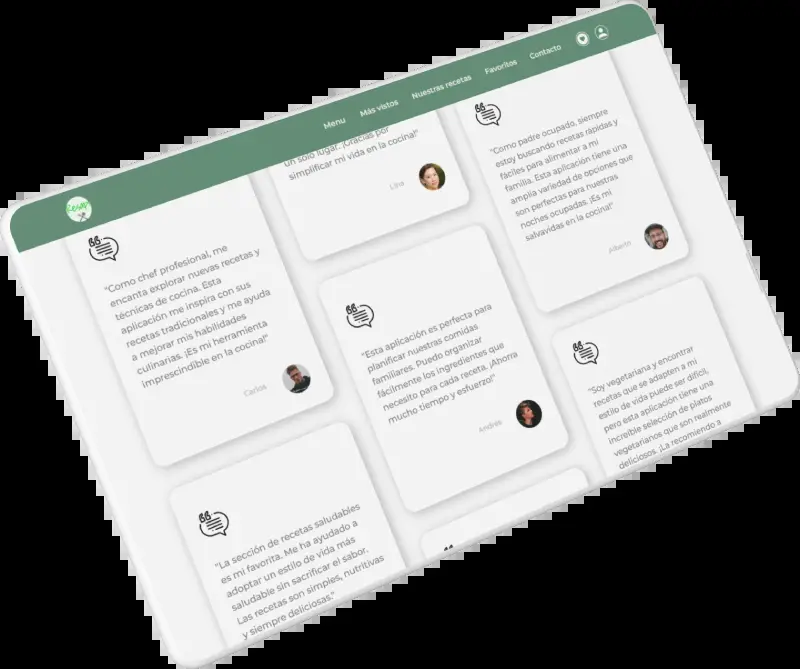 Menu
Más vistos
Nuestras recetas
Favoritos
Contacto
"Como chef profesional, me
encanta explorar nuevas recetas y
técnicas de cocina. Esta
aplicación me inspira con sus
recetas tradicionales y me ayuda
a mejorar mis habilidades
culinarias. ¡Es mi herramienta
imprescindible en la cocina!"
Carlos
"La sección de recetas saludables
es mi favorita. Me ha ayudado a
adoptar un estilo de vida más
saludable sin sacrificar el sabor.
Las recetas son simples, nutritivas
y siempre deliciosas."
un solo lugar. ¡Gracias por
simplificar mi vida en la cocina!"
"Esta aplicación es perfecta para
planificar nuestras comidas
familiares. Puedo organizar
fácilmente los ingredientes que
necesito para cada receta. ¡Ahorra
mucho tiempo y esfuerzo!"
Andres
"Como padre ocupado, siempre
estoy buscando recetas rápidas y
fáciles para alimentar a mi
familia. Esta aplicación tiene una
amplia variedad de opciones que
son perfectas para nuestras
noches ocupadas. ¡Es mi
salvavidas en la cocina!"
"Soy vegetariana y encontrar
recetas que se adapten a mi
estilo de vida puede ser difícil,
pero esta aplicación tiene una
increíble selección de platos
vegetarianos que son realmente
deliciosos. ¡La recomiendo a